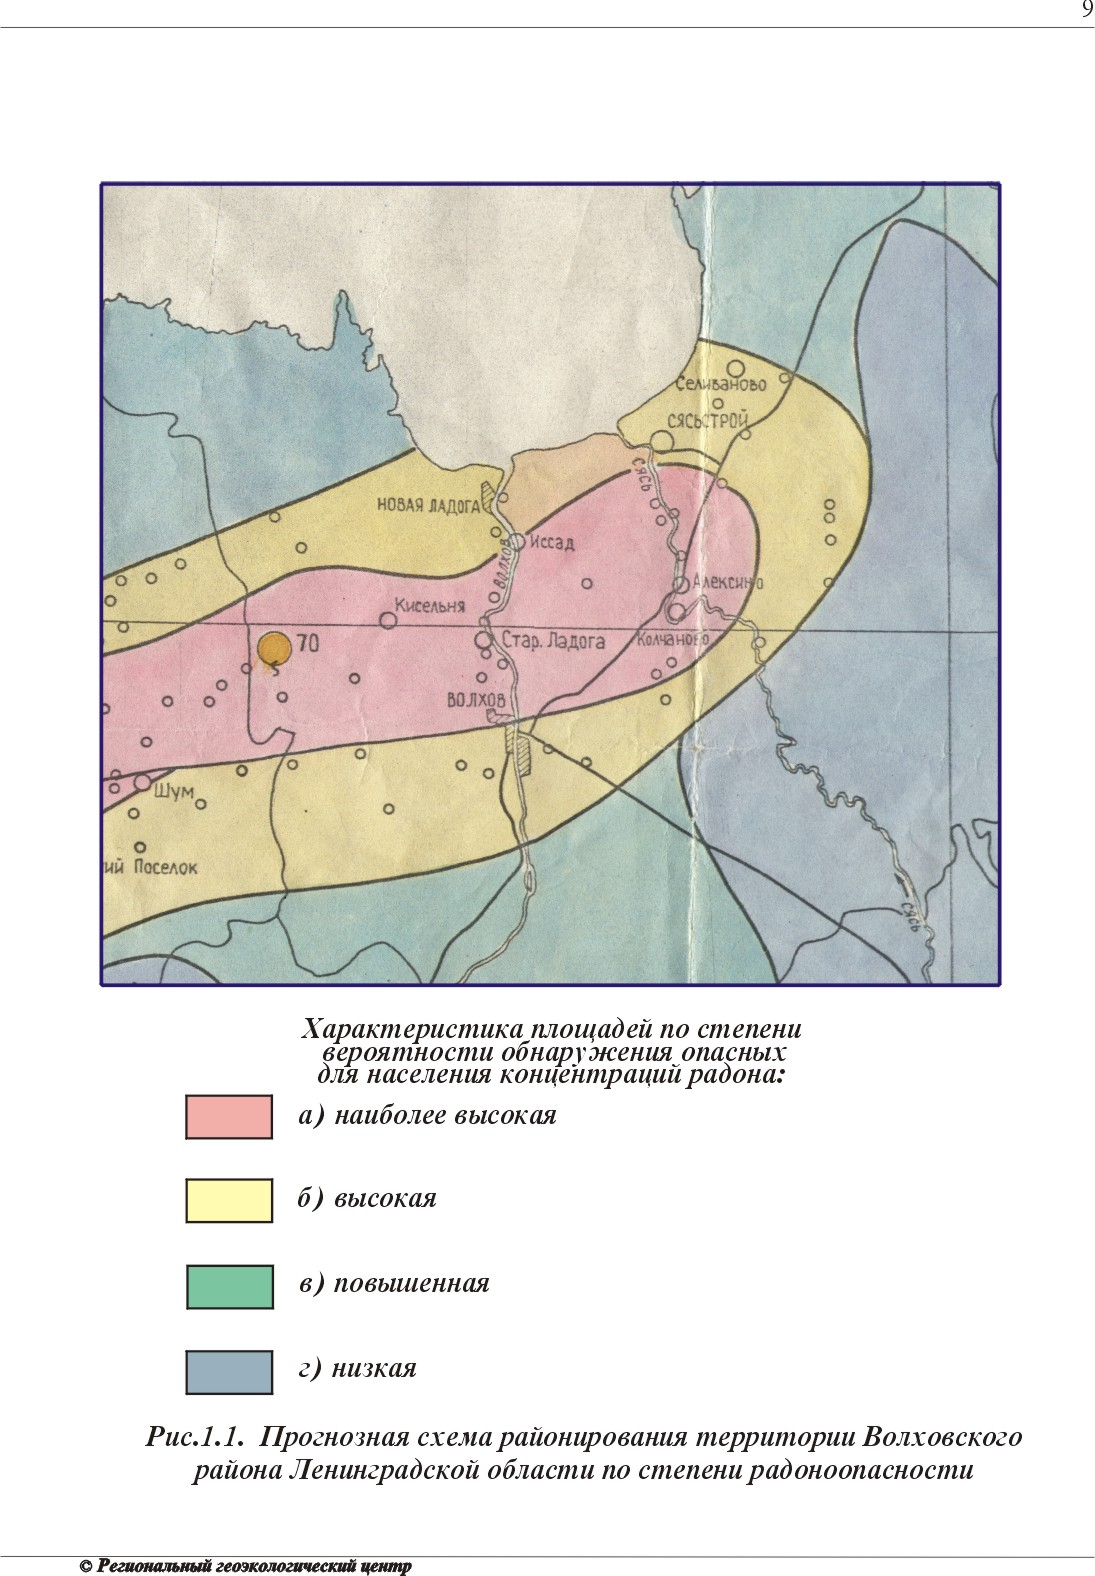 9
Селиваново
СЯСЬСТРОЙ
СЯСЬ
НОВАЯ ЛАДОГА
Иссад
ВОЛХОВ
Алексино
Кисельня
Колчаново
Стар. Ладога
70
ВОЛХОВ
Шум
ий Поселок
СЯСЬ
Характеристика площадей по степени
вероятности обнаружения опасных
для населения концентраций радона:
а) наиболее высокая
б) высокая
в) повышенная
г) низкая
Рис.1.1. Прогнозная схема районирования территории Волховского
района Ленинградской области по степени радоноопасности
© Региональный геоэкологический центр